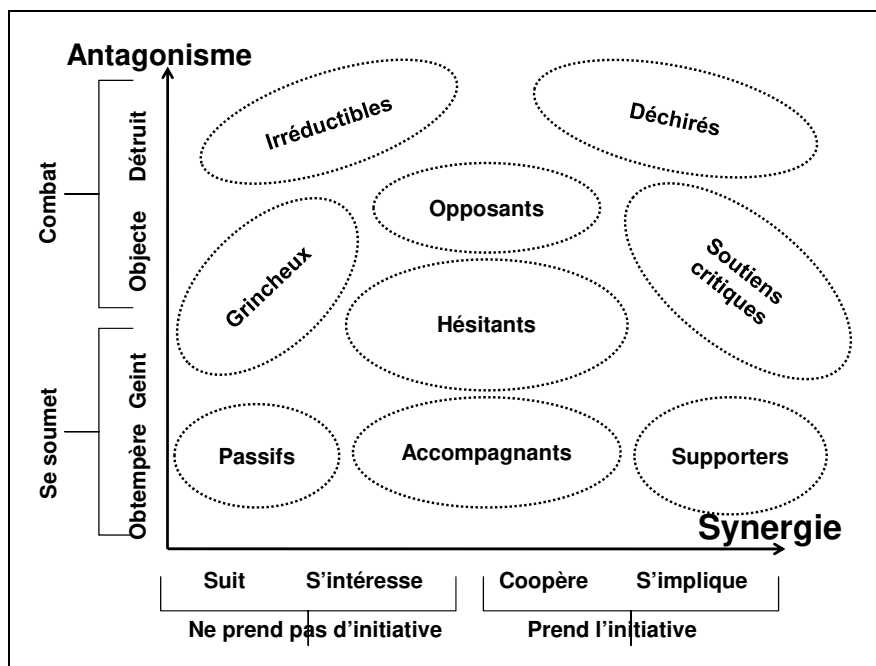 Antagonisme
Combat
Détruit
Objecte
Se soumet
Geint
Obtempère
Irréductibles
Déchirés
Opposants
Grincheux
Soutiens
critiques
Hésitants
Passifs
Accompagnants
Supporters
Synergie
Suit
S’intéresse
Coopère
S’implique
Ne prend pas d’initiative
Prend l’initiative